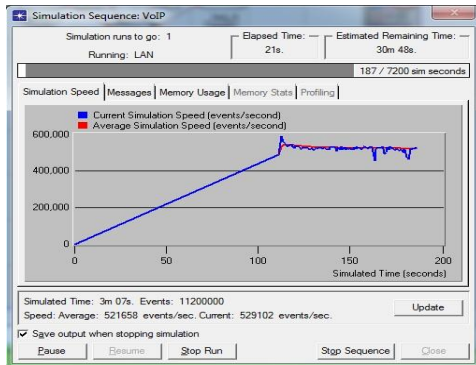 Simulation Sequence: VoIP
Simulation runs to go: 1
Running: LAN
Elapsed Time:
21s.
Estimated Remaining Time:
30m 48s.
187 / 7200 sim seconds
Simulation Speed Messages Memory Usage Memory Stats Profiling
Current Simulation Speed (events/second)
Average Simulation Speed (events/second)
600,000
400,000
200,000
0
0 50 100 150 200
Simulated Time (seconds)
Simulated Time: 3m 07s. Events: 11200000
Speed: Average: 521658 events/sec. Current: 529102 events/sec.
Update
Save output when stopping simulation
Pause Resume Stop Run Stop Sequence Close